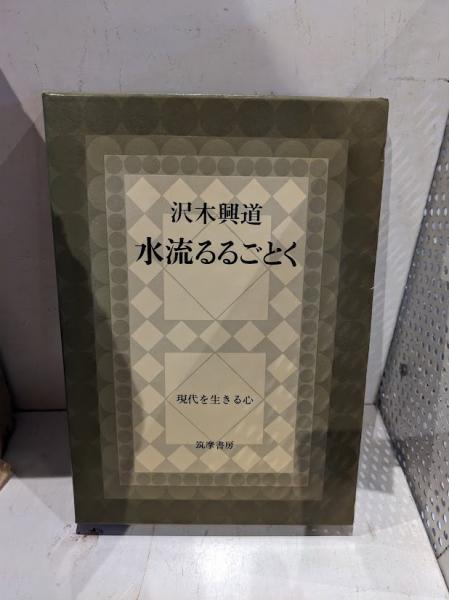 沢木興道
水流るるごとく
現代を生きる心
筑摩書房